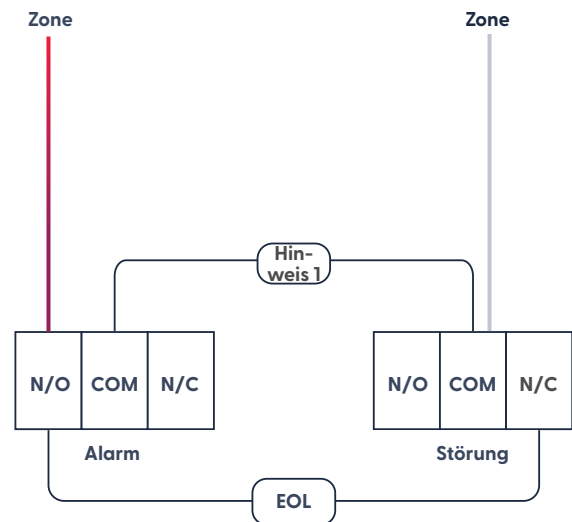 Zone Zone
Hin-
weis 1
N/O COM N/C N/O COM N/C
Alarm Störung
EOL